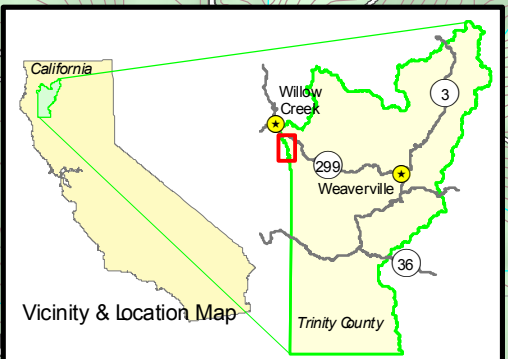 California
Willow
Creek
3
299
Weaverville
36
Vicinity & Location Map
Trinity County